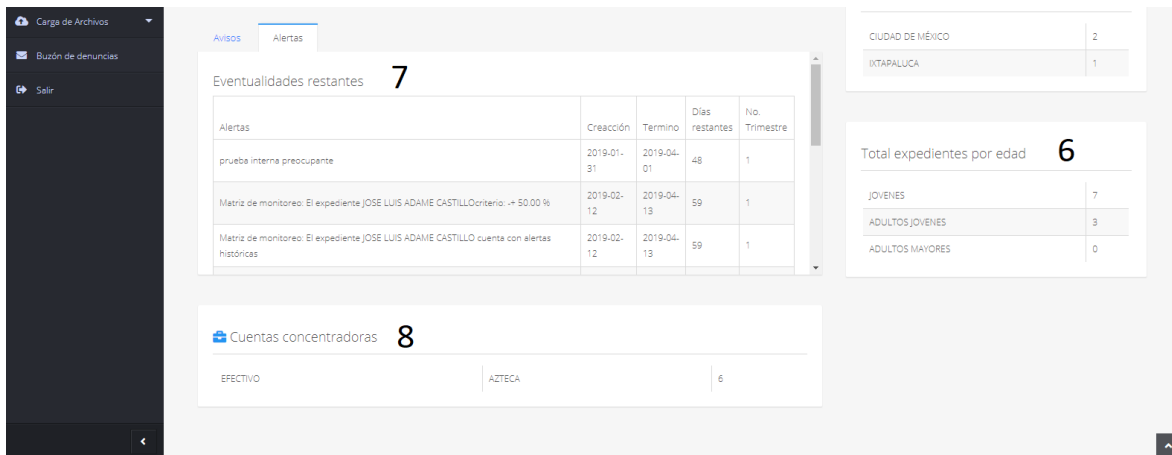 Carga de Archivos
Buzón de denuncias
Salir
Avisos Alertas
Eventualidades restantes 7
Alertas Creacción Termino Días restantes No. Trimestre
prueba interna preocupante 2019-01-31 2019-04-01 48 1
Matriz de monitoreo: El expediente JOSE LUIS ADAME CASTILLOcriterio: -+ 50.00 % 2019-02-12 2019-04-13 59 1
Matriz de monitoreo: El expediente JOSE LUIS ADAME CASTILLO cuenta con alertas históricas 2019-02-12 2019-04-13 59 1
Cuentas concentradoras 8
EFECTIVO AZTECA 6
CIUDAD DE MÉXICO 2
IXTAPALUCA 1
Total expedientes por edad 6
JOVENES 7
ADULTOS JOVENES 3
ADULTOS MAYORES 0